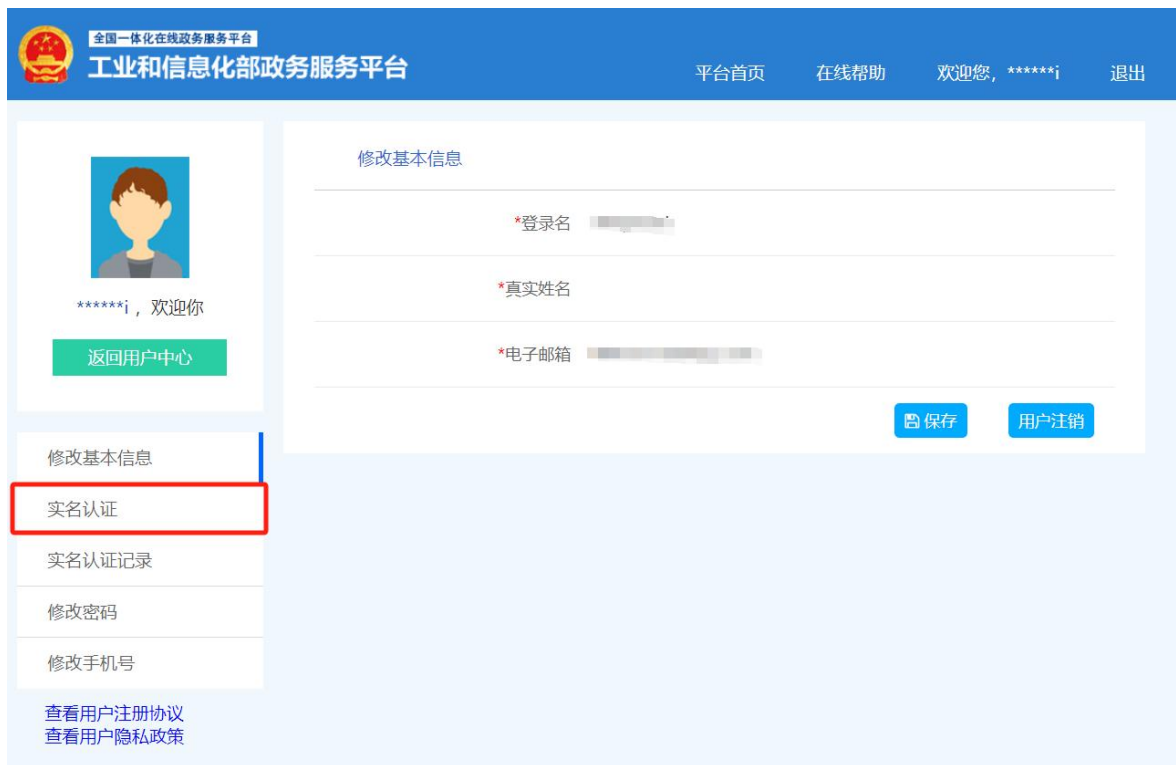 全国一体化在线政务服务平台
工业和信息化部政务服务平台
平台首页 在线帮助 欢迎您, ******i 退出
******i , 欢迎你
返回用户中心
修改基本信息
实名认证
实名认证记录
修改密码
修改手机号
查看用户注册协议
查看用户隐私政策
修改基本信息
*登录名
*真实姓名
*电子邮箱
保存 用户注销